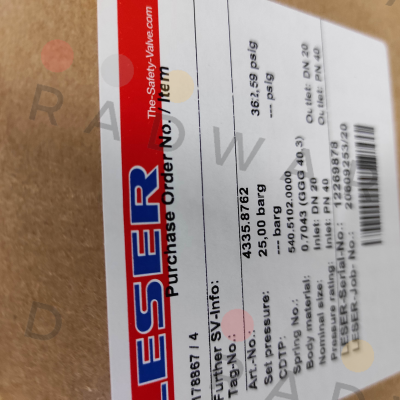 LESER
The-Safety-Valve.com
Purchase Order No. / Item
178867 / 4
Further SV-Info:
Tag-No.:
Art.-No.: 4335.8762
Set pressure: 25,00 barg 362,59 psig
CDTP: --- barg --- psig
Spring No.: 540.5102.0000
Body material: 0.7043 (GGG 40.3)
Nominal size: Inlet: DN 20 Outlet: DN 20
Pressure rating: Inlet: PN 40 Outlet: PN 40
LESER-Serial-No.: 12269878
LESER-Job- No.: 20609253/20
PADWA